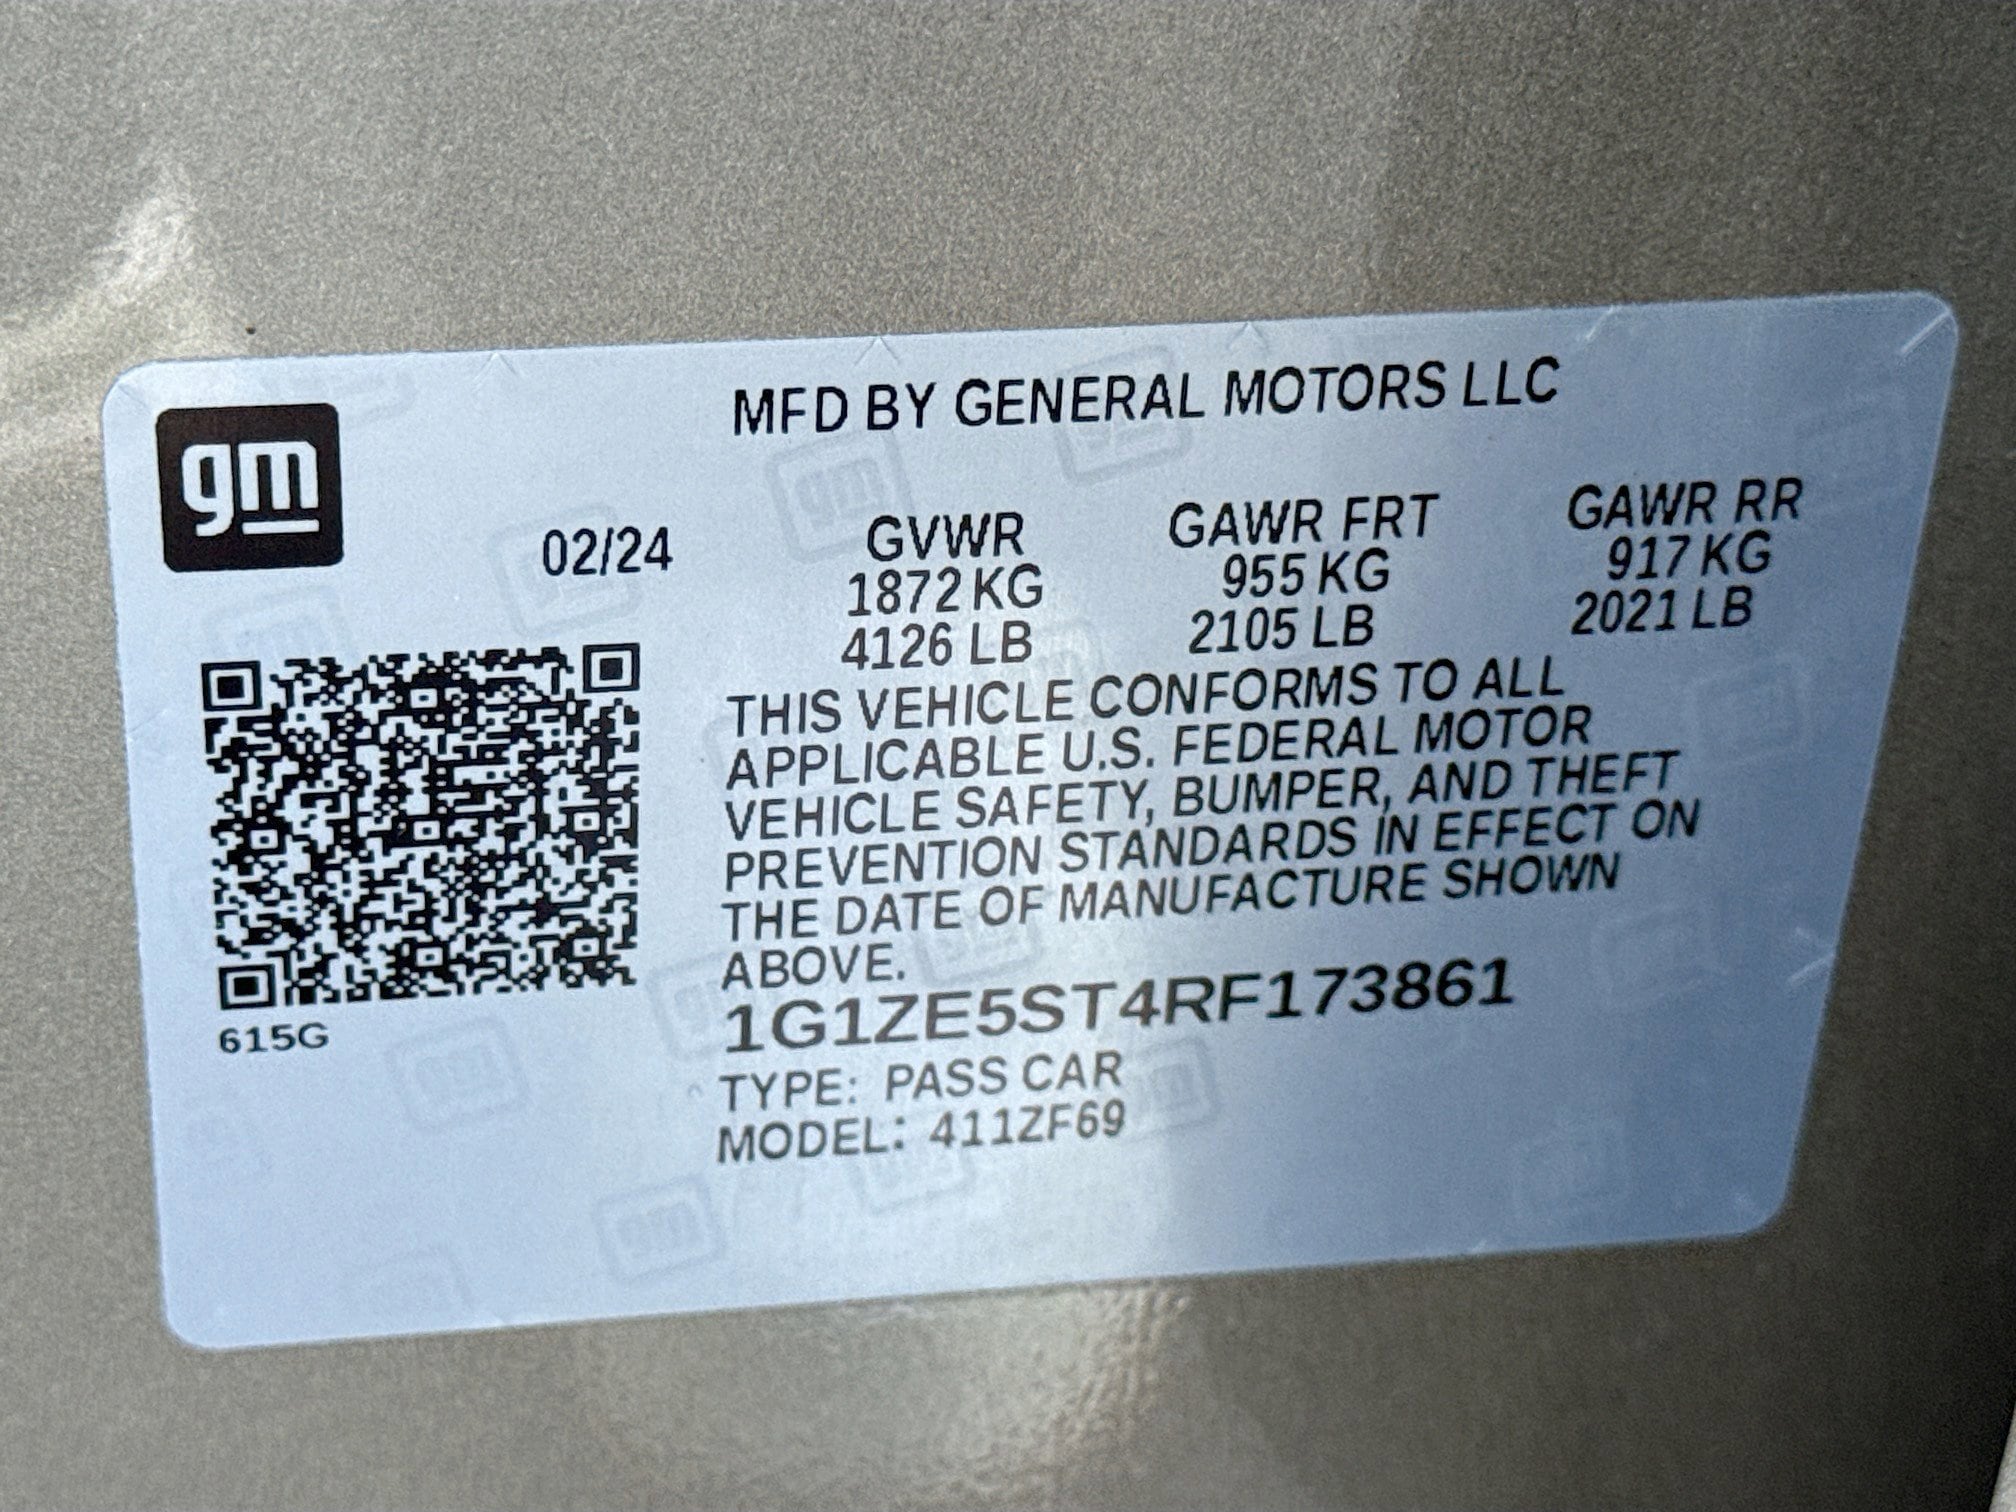 MFD BY GENERAL MOTORS LLC
gm
02/24
GVWR GAWR FRT GAWR RR
1872 KG 955 KG 917 KG
4126 LB 2105 LB 2021 LB
THIS VEHICLE CONFORMS TO ALL
APPLICABLE U.S. FEDERAL MOTOR
VEHICLE SAFETY, BUMPER, AND THEFT
PREVENTION STANDARDS IN EFFECT ON
THE DATE OF MANUFACTURE SHOWN
ABOVE.
1G1ZE5ST4RF173861
615G
TYPE: PASS CAR
MODEL: 411ZF69